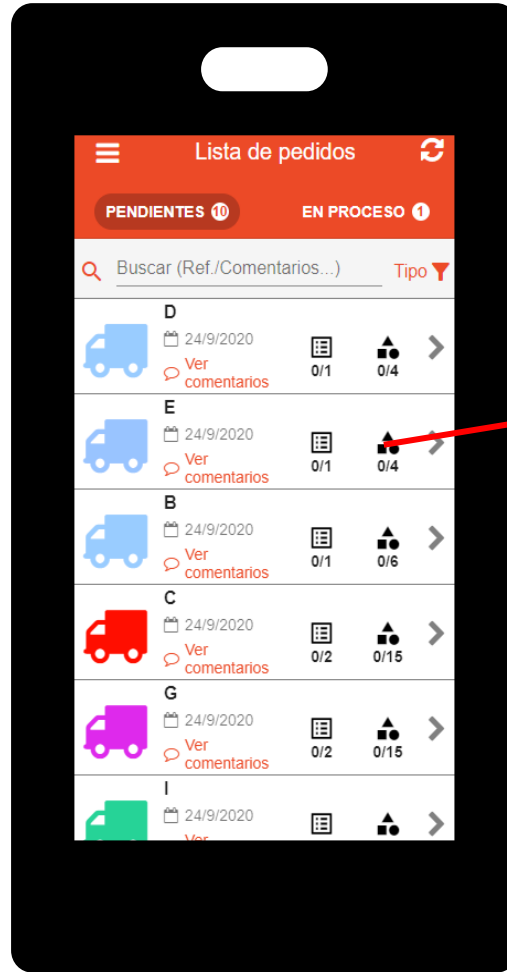 Lista de pedidos
PENDIENTES 10 EN PROCESO 1
Buscar (Ref./Comentarios...) Tipo
D
24/9/2020
Ver
comentarios
0/1 0/4
E
24/9/2020
Ver
comentarios
0/1 0/4
B
24/9/2020
Ver
comentarios
0/1 0/6
C
24/9/2020
Ver
comentarios
0/2 0/15
G
24/9/2020
Ver
comentarios
0/2 0/15
I
24/9/2020
Ver